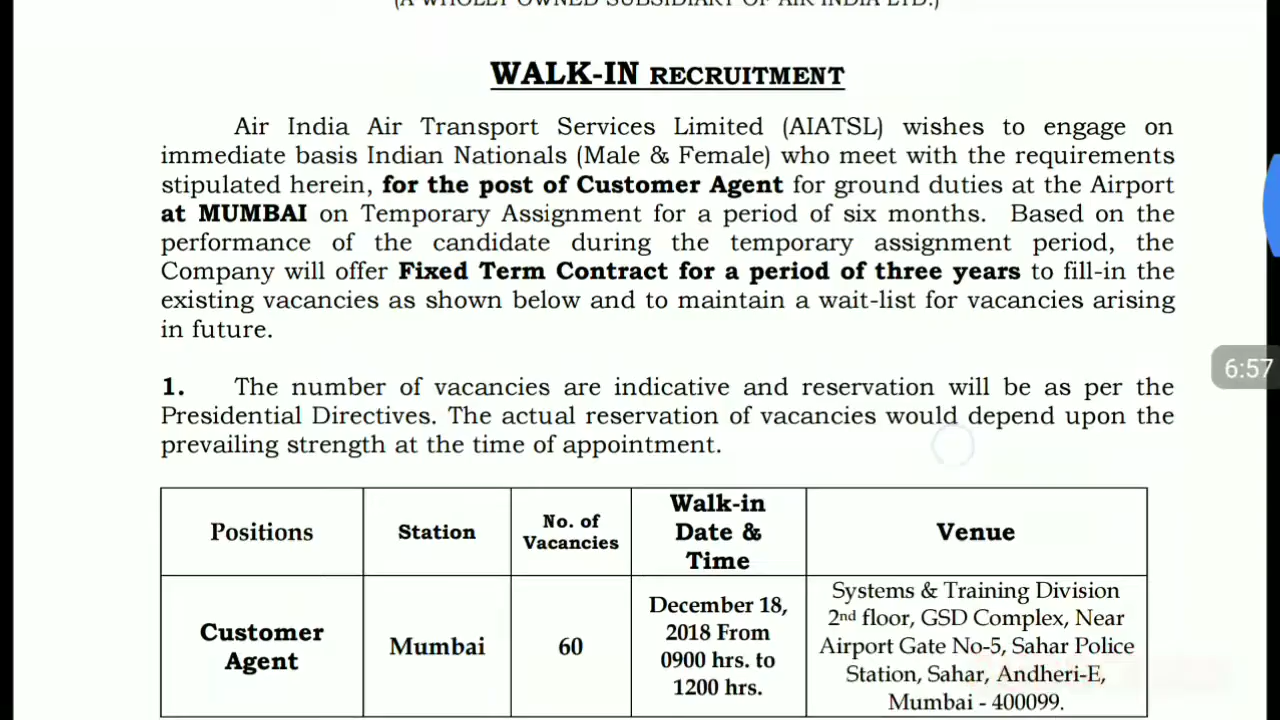 (A WHOLLY OWNED SUBSIDIARY OF AIR INDIA LTD.)
WALK-IN RECRUITMENT
Air India Air Transport Services Limited (AIATSL) wishes to engage on
immediate basis Indian Nationals (Male & Female) who meet with the requirements
stipulated herein, for the post of Customer Agent for ground duties at the Airport
at MUMBAI on Temporary Assignment for a period of six months. Based on the
performance of the candidate during the temporary assignment period, the
Company will offer Fixed Term Contract for a period of three years to fill-in the
existing vacancies as shown below and to maintain a wait-list for vacancies arising
in future.
6:57
1. The number of vacancies are indicative and reservation will be as per the
Presidential Directives. The actual reservation of vacancies would depend upon the
prevailing strength at the time of appointment.
Positions
Station
No. of
Vacancies
Walk-in
Date &
Time
Venue
Customer
Agent
Mumbai
60
December 18,
2018 From
0900 hrs. to
1200 hrs.
Systems & Training Division
2nd floor, GSD Complex, Near
Airport Gate No-5, Sahar Police
Station, Sahar, Andheri-E,
Mumbai - 400099.